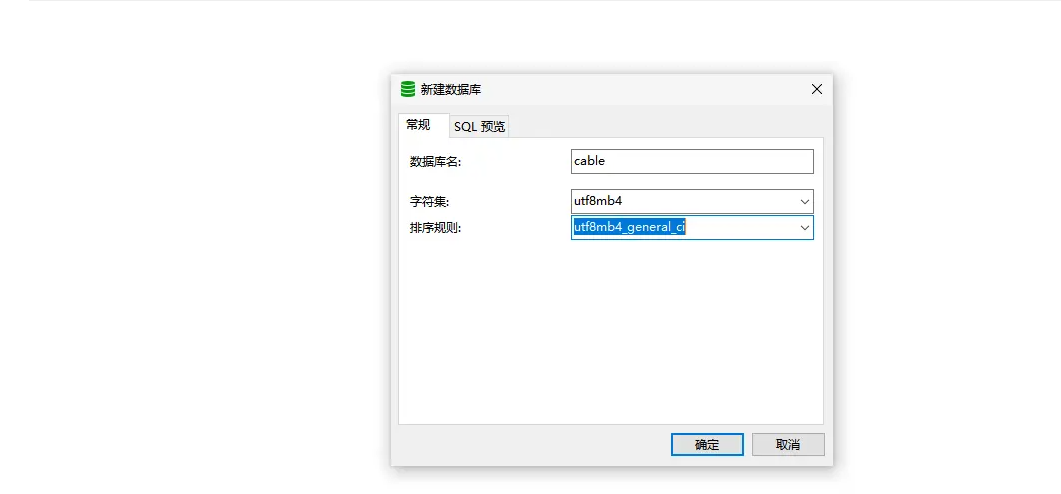 新建数据库
常规 SQL 预览
数据库名: cable
字符集: utf8mb4
排序规则: utf8mb4_general_ci
确定 取消